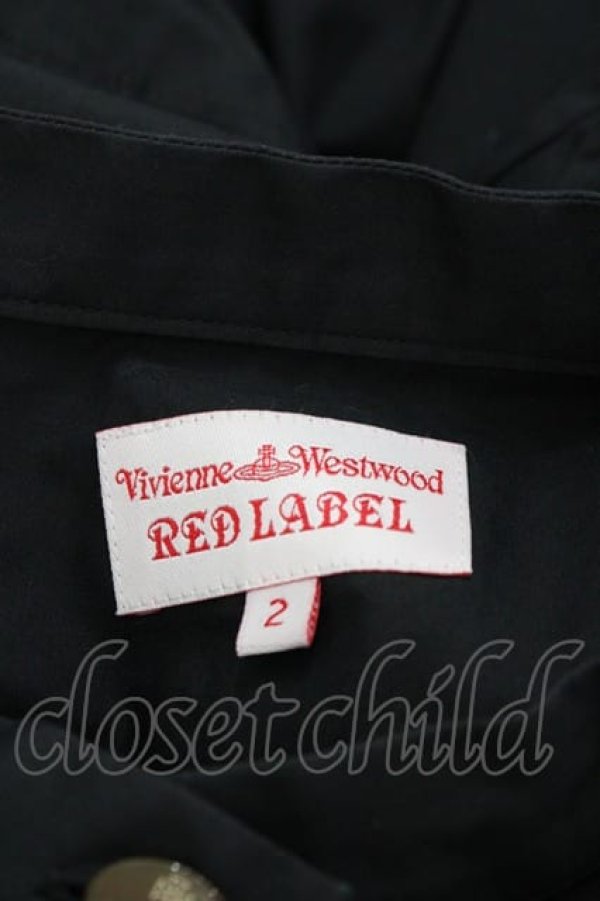 Vivienne Westwood
RED LABEL
2
closetchild